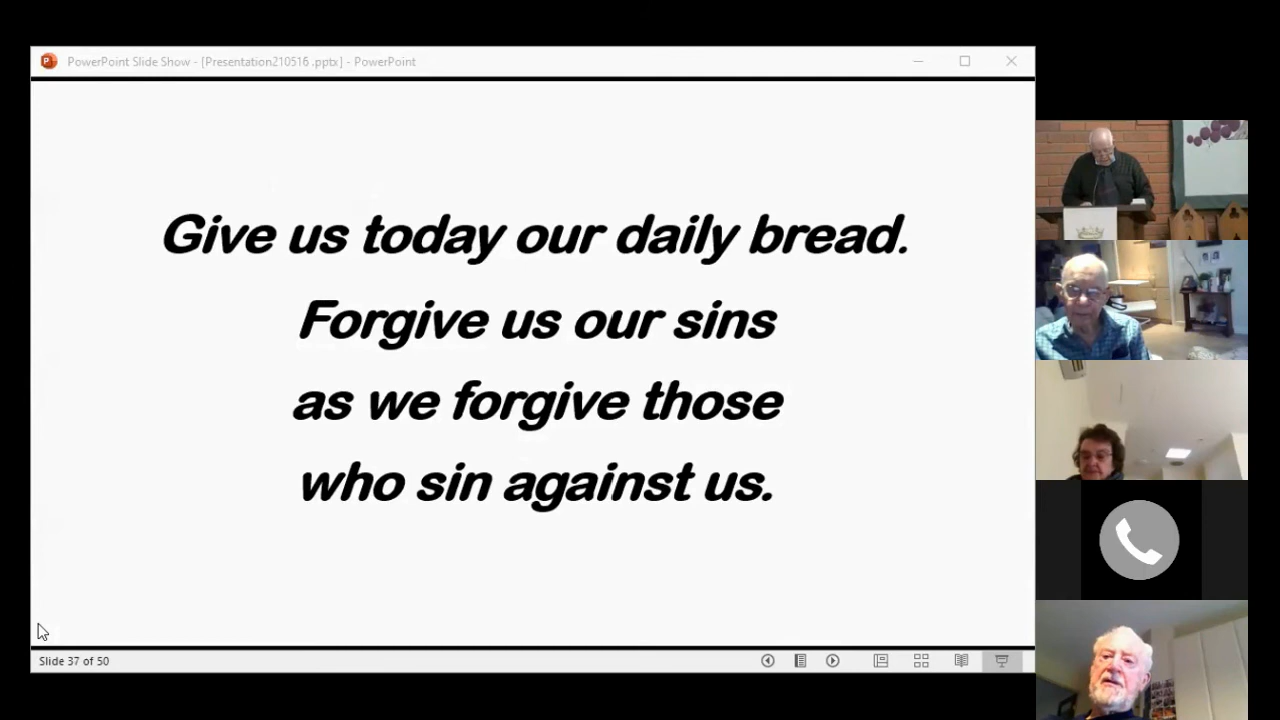 PowerPoint Slide Show - [Presentation210516 .pptx] - PowerPoint
Give us today our daily bread.
Forgive us our sins
as we forgive those
who sin against us.
Slide 37 of 50